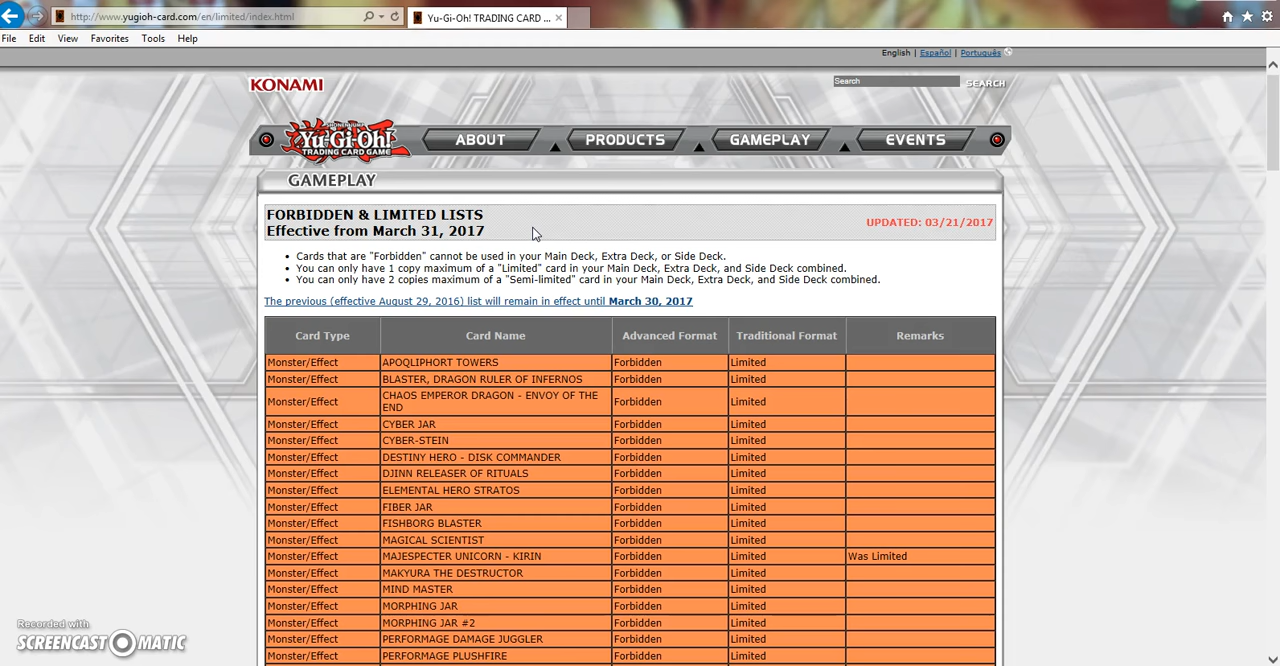 http://www.yugioh-card.com/en/limited/index.html
Yu-Gi-Oh! TRADING CARD ...
File Edit View Favorites Tools Help
English | Español | Português
KONAMI
Search SEARCH
SHONEN JUMP
Yu-Gi-Oh!
TRADING CARD GAME
ABOUT PRODUCTS GAMEPLAY EVENTS
GAMEPLAY
FORBIDDEN & LIMITED LISTS
Effective from March 31, 2017
UPDATED: 03/21/2017
• Cards that are "Forbidden" cannot be used in your Main Deck, Extra Deck, or Side Deck.
• You can only have 1 copy maximum of a "Limited" card in your Main Deck, Extra Deck, and Side Deck combined.
• You can only have 2 copies maximum of a "Semi-limited" card in your Main Deck, Extra Deck, and Side Deck combined.
The previous (effective August 29, 2016) list will remain in effect until March 30, 2017
Card Type Card Name Advanced Format Traditional Format Remarks
Monster/Effect APOQLIPHORT TOWERS Forbidden Limited
Monster/Effect BLASTER, DRAGON RULER OF INFERNOS Forbidden Limited
Monster/Effect CHAOS EMPEROR DRAGON - ENVOY OF THE
END Forbidden Limited
Monster/Effect CYBER JAR Forbidden Limited
Monster/Effect CYBER-STEIN Forbidden Limited
Monster/Effect DESTINY HERO - DISK COMMANDER Forbidden Limited
Monster/Effect DJINN RELEASER OF RITUALS Forbidden Limited
Monster/Effect ELEMENTAL HERO STRATOS Forbidden Limited
Monster/Effect FIBER JAR Forbidden Limited
Monster/Effect FISHBORG BLASTER Forbidden Limited
Monster/Effect MAGICAL SCIENTIST Forbidden Limited
Monster/Effect MAJESPECTER UNICORN - KIRIN Forbidden Limited Was Limited
Monster/Effect MAKYURA THE DESTRUCTOR Forbidden Limited
Monster/Effect MIND MASTER Forbidden Limited
Monster/Effect MORPHING JAR Forbidden Limited
Monster/Effect MORPHING JAR #2 Forbidden Limited
Monster/Effect PERFORMAGE DAMAGE JUGGLER Forbidden Limited
Monster/Effect PERFORMAGE PLUSHFIRE Forbidden Limited
Recorded with
SCREENCAST-O-MATIC